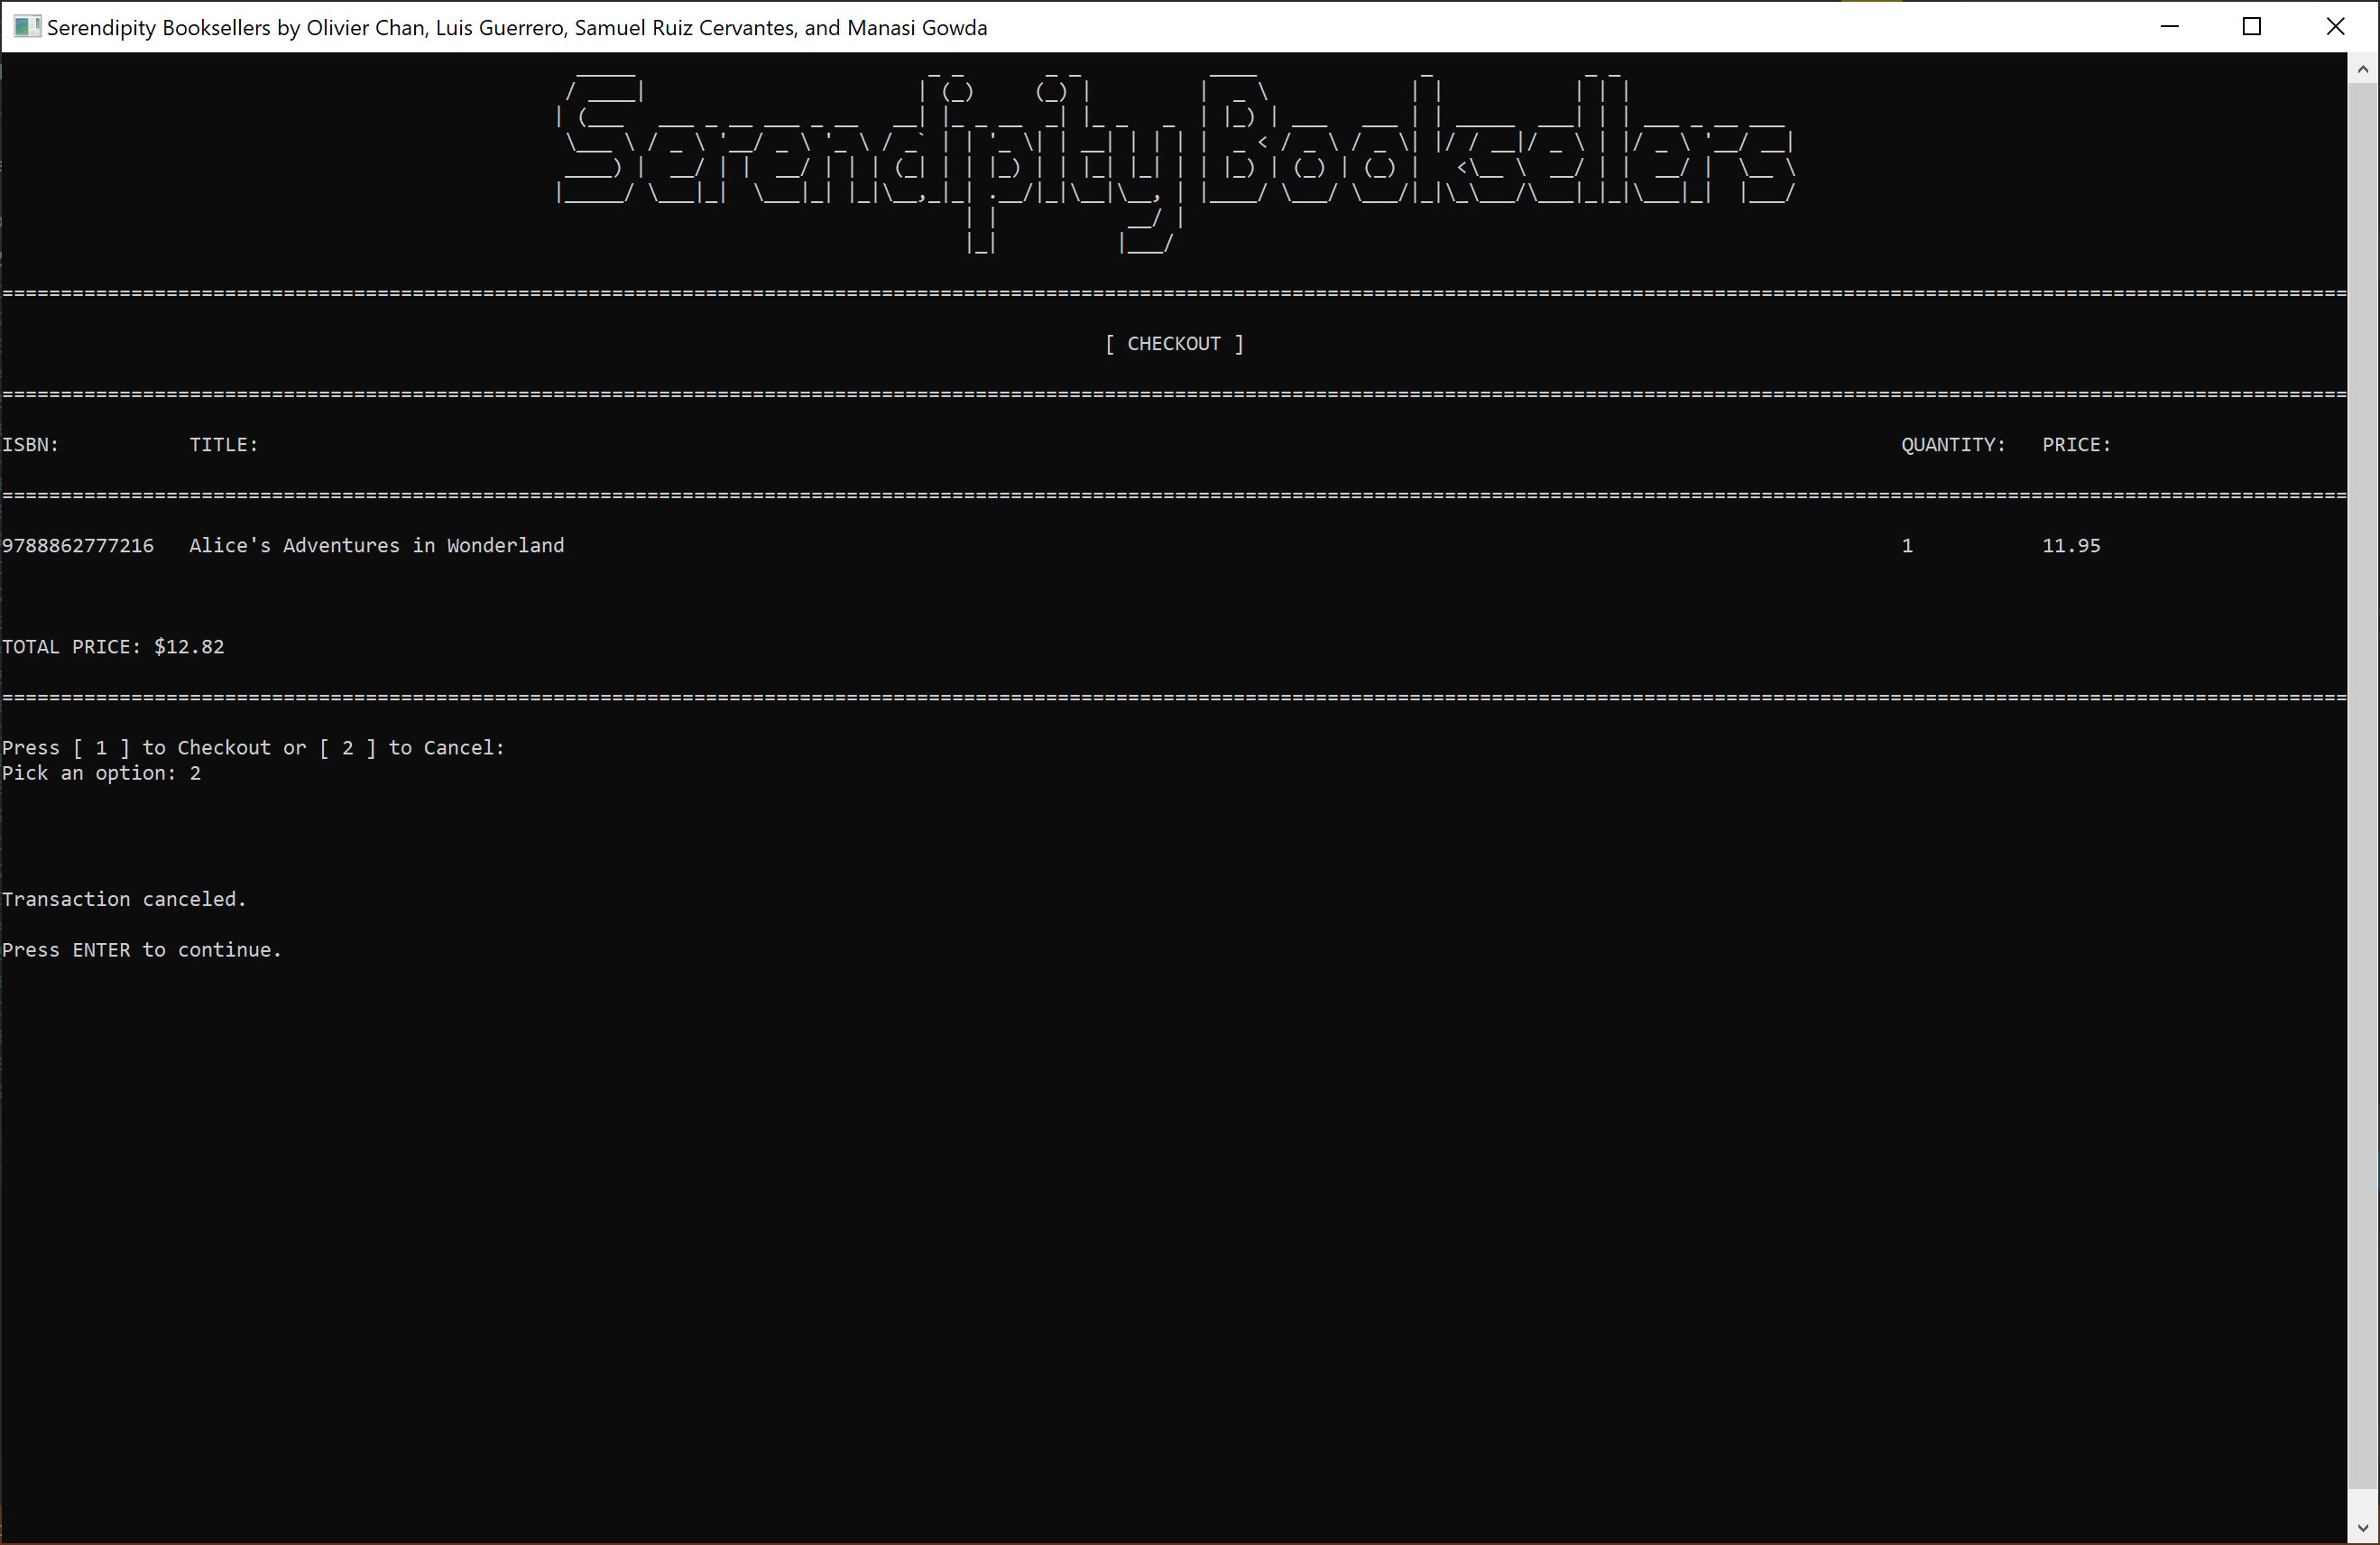 Serendipity Booksellers by Olivier Chan, Luis Guerrero, Samuel Ruiz Cervantes, and Manasi Gowda
Serendipity Booksellers
[ CHECKOUT ]
ISBN: TITLE: QUANTITY: PRICE:
9788862777216 Alice's Adventures in Wonderland 1 11.95
TOTAL PRICE: $12.82
Press [ 1 ] to Checkout or [ 2 ] to Cancel:
Pick an option: 2
Transaction canceled.
Press ENTER to continue.